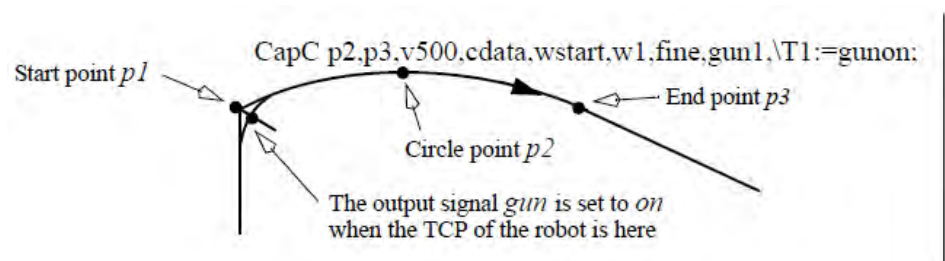 CapC p2,p3,v500,cdata,wstart,w1,fine,gun1,\T1:=gunon;
Start point p1
End point p3
Circle point p2
The output signal gun is set to on
when the TCP of the robot is here